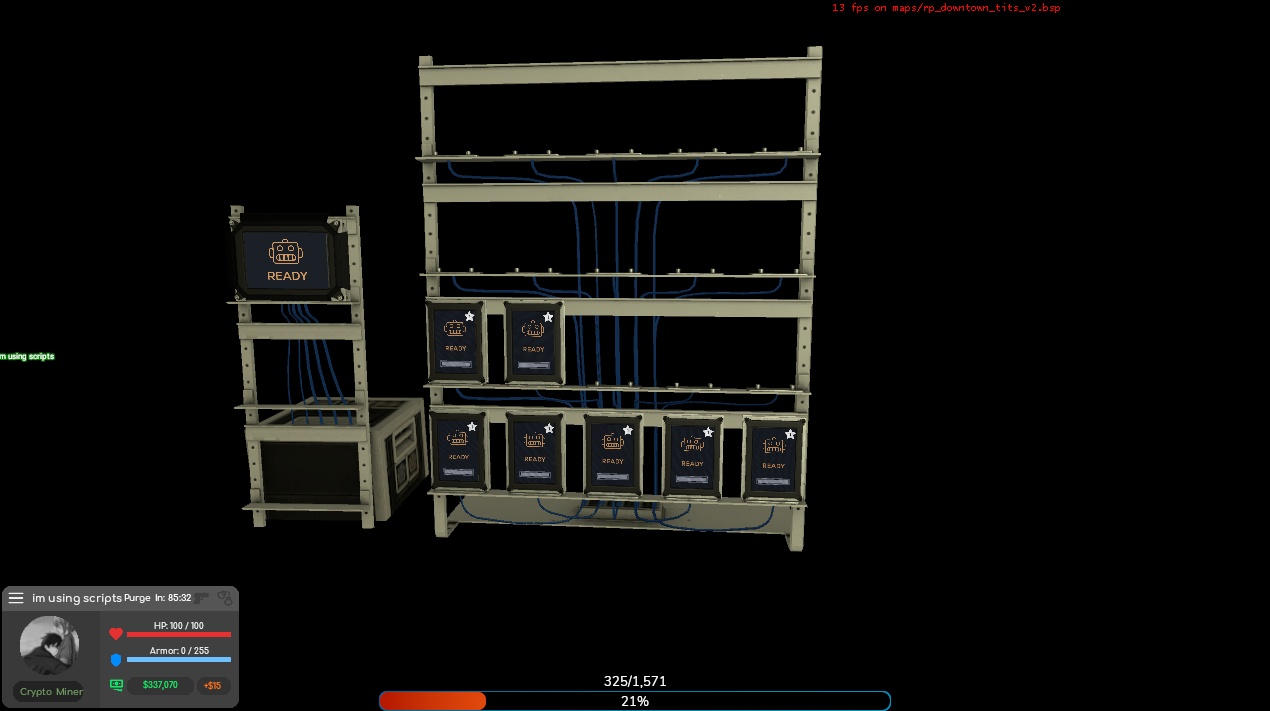 13 fps on maps/rp_downtown_tits_v2.bsp
READY
READY
READY
m using scripts
READY
READY
READY
READY
READY
im using scripts Purge In: 85:32
HP: 100 / 100
Armor: 0 / 255
Crypto Miner
$337,070
+$15
325/1,571
21%